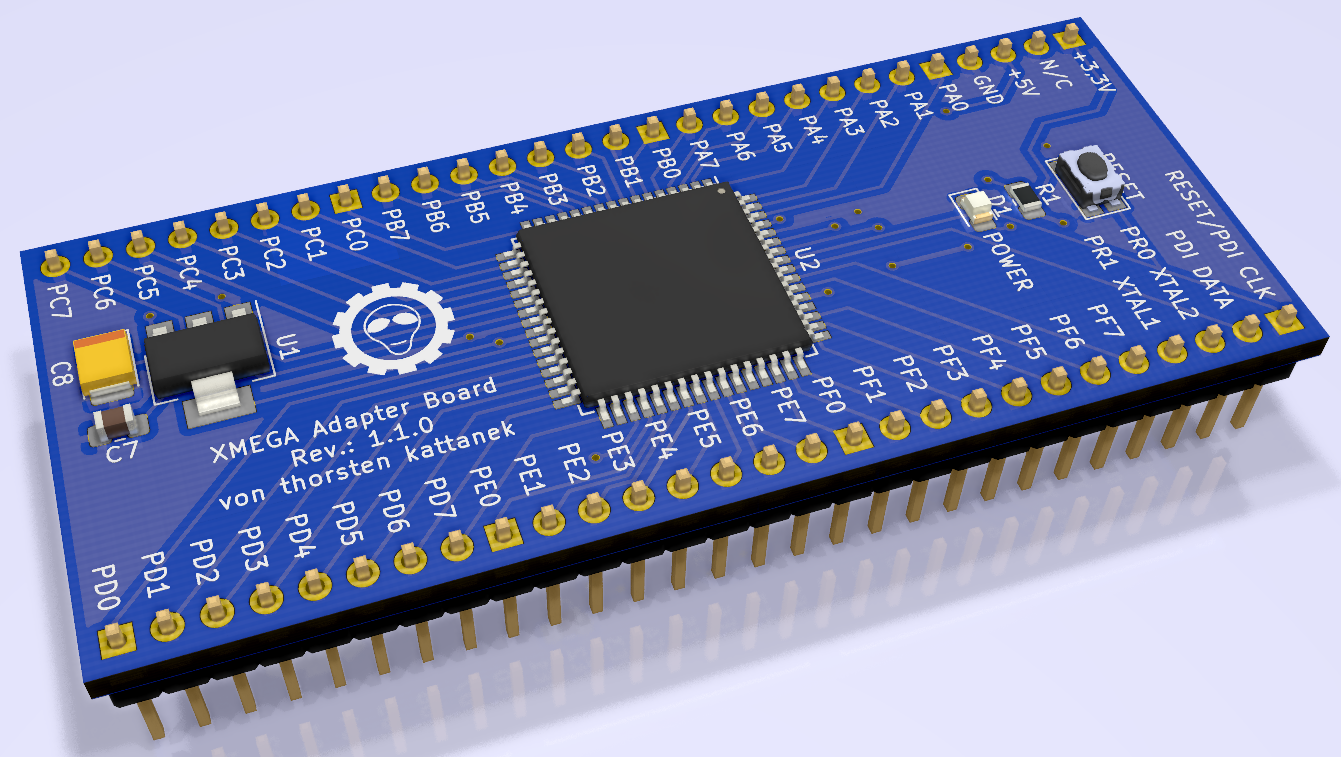 +3,3V
N/C
+5V
GND
PA0
PA1
PA2
PA3
PA4
PA5
PA6
PA7
PB0
PB1
PB2
PB3
PB4
PB5
PB6
PB7
PC0
PC1
PC2
PC3
PC4
PC5
PC6
PC7
RESET
R1
D1
POWER
U2
U1
C8
C7
XMEGA Adapter Board
Rev.: 1.1.0
von thorsten kattanek
PD0
PD1
PD2
PD3
PD4
PD5
PD6
PD7
PE0
PE1
PE2
PE3
PE4
PE5
PE6
PE7
PF0
PF1
PF2
PF3
PF4
PF5
PF6
PF7
PR1 XTAL1
PR0 XTAL2
PDI DATA
RESET/PDI CLK